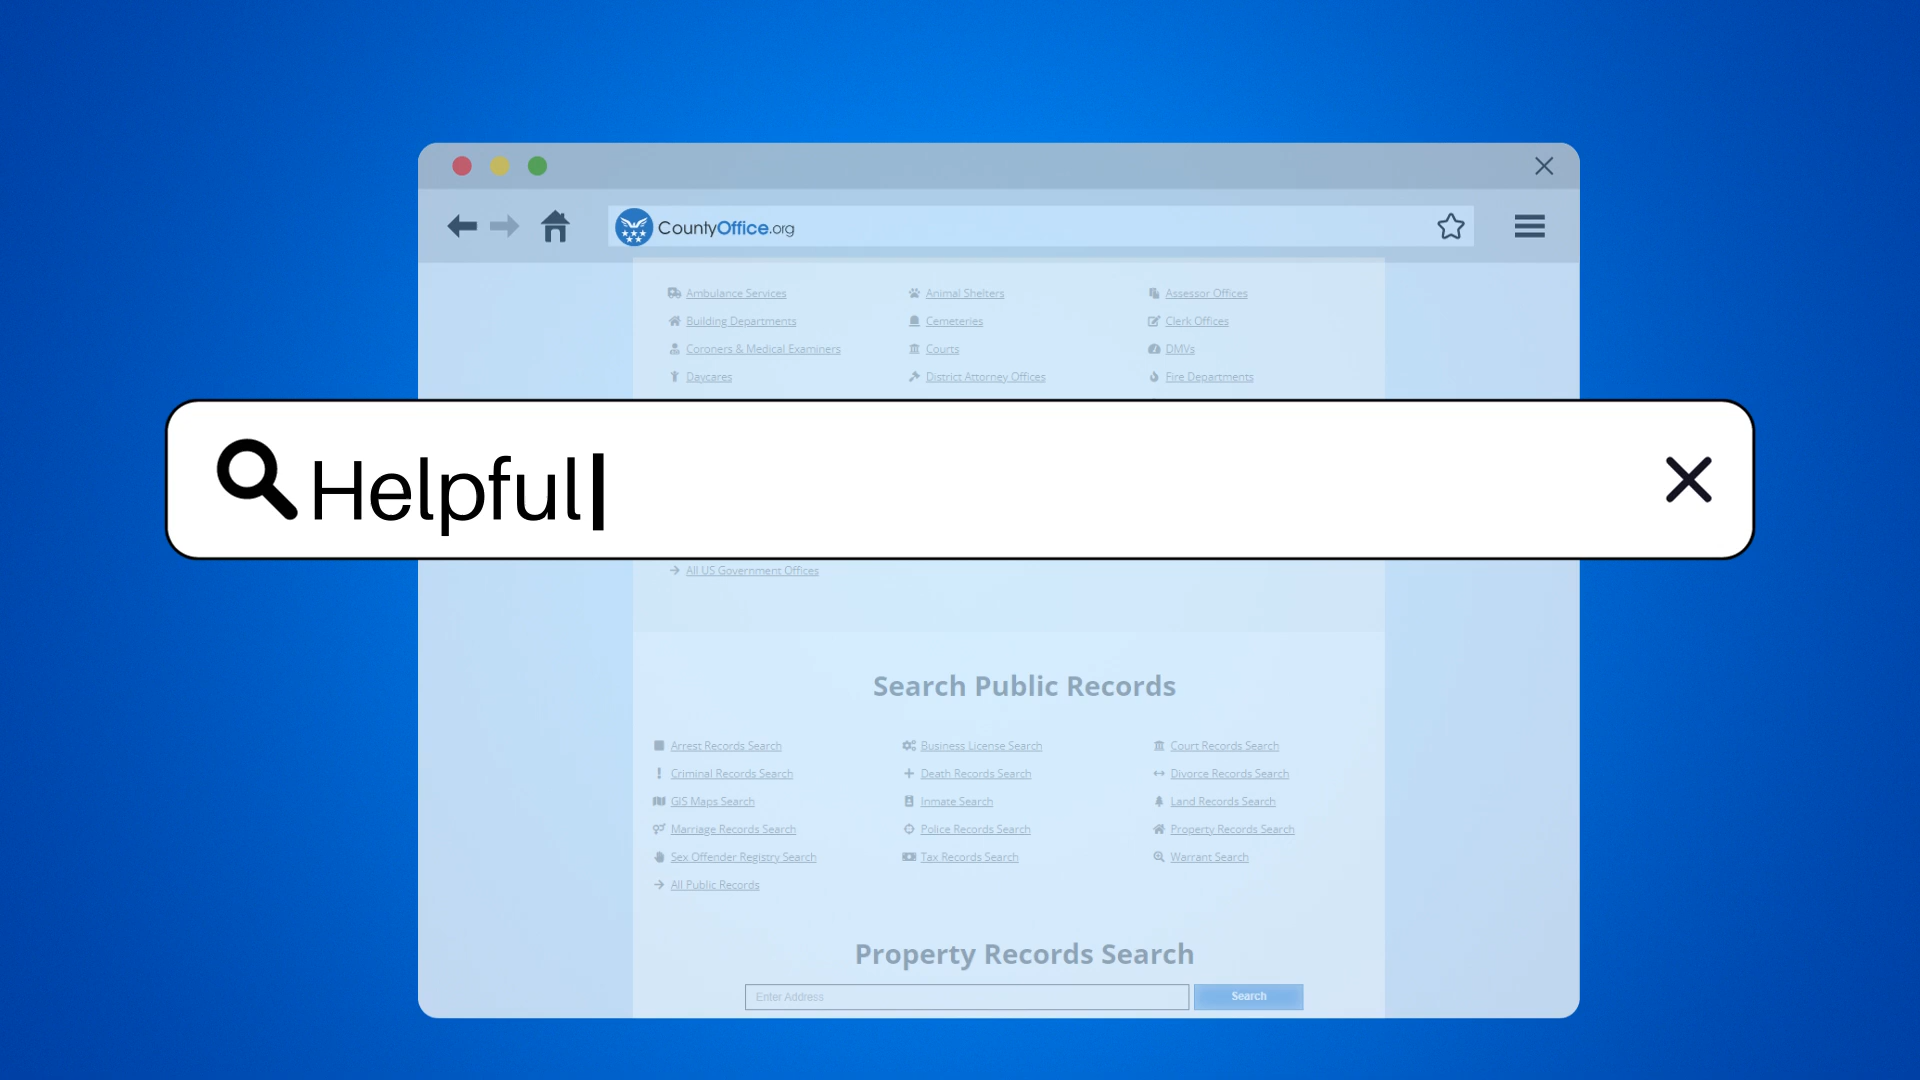 CountyOffice.org
Ambulance Services Animal Shelters Assessor Offices
Building Departments Cemeteries Clerk Offices
Coroners & Medical Examiners Courts DMVs
Daycares District Attorney Offices Fire Departments
Helpful
All US Government Offices
Search Public Records
Arrest Records Search Business License Search Court Records Search
Criminal Records Search Death Records Search Divorce Records Search
GIS Maps Search Inmate Search Land Records Search
Marriage Records Search Police Records Search Property Records Search
Sex Offender Registry Search Tax Records Search Warrant Search
All Public Records
Property Records Search
Enter Address Search